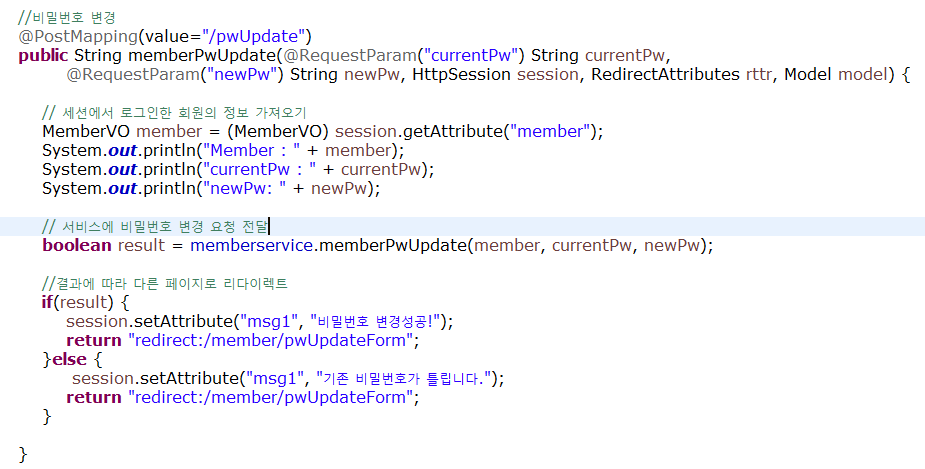 //비밀번호 변경
@PostMapping(value="/pwUpdate")
public String memberPwUpdate(@RequestParam("currentPw") String currentPw,
@RequestParam("newPw") String newPw, HttpSession session, RedirectAttributes rttr, Model model) {
// 세션에서 로그인한 회원의 정보 가져오기
MemberVO member = (MemberVO) session.getAttribute("member");
System.out.println("Member : " + member);
System.out.println("currentPw : " + currentPw);
System.out.println("newPw: " + newPw);
// 서비스에 비밀번호 변경 요청 전달
boolean result = memberservice.memberPwUpdate(member, currentPw, newPw);
//결과에 따라 다른 페이지로 리다이렉트
if(result) {
session.setAttribute("msg1", "비밀번호 변경성공!");
return "redirect:/member/pwUpdateForm";
}else {
session.setAttribute("msg1", "기존 비밀번호가 틀립니다.");
return "redirect:/member/pwUpdateForm";
}
}